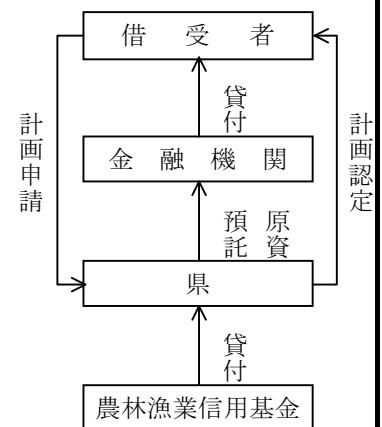 借受者
貸付
計画申請
計画認定
金融機関
原資
預託
県
貸付
農林漁業信用基金